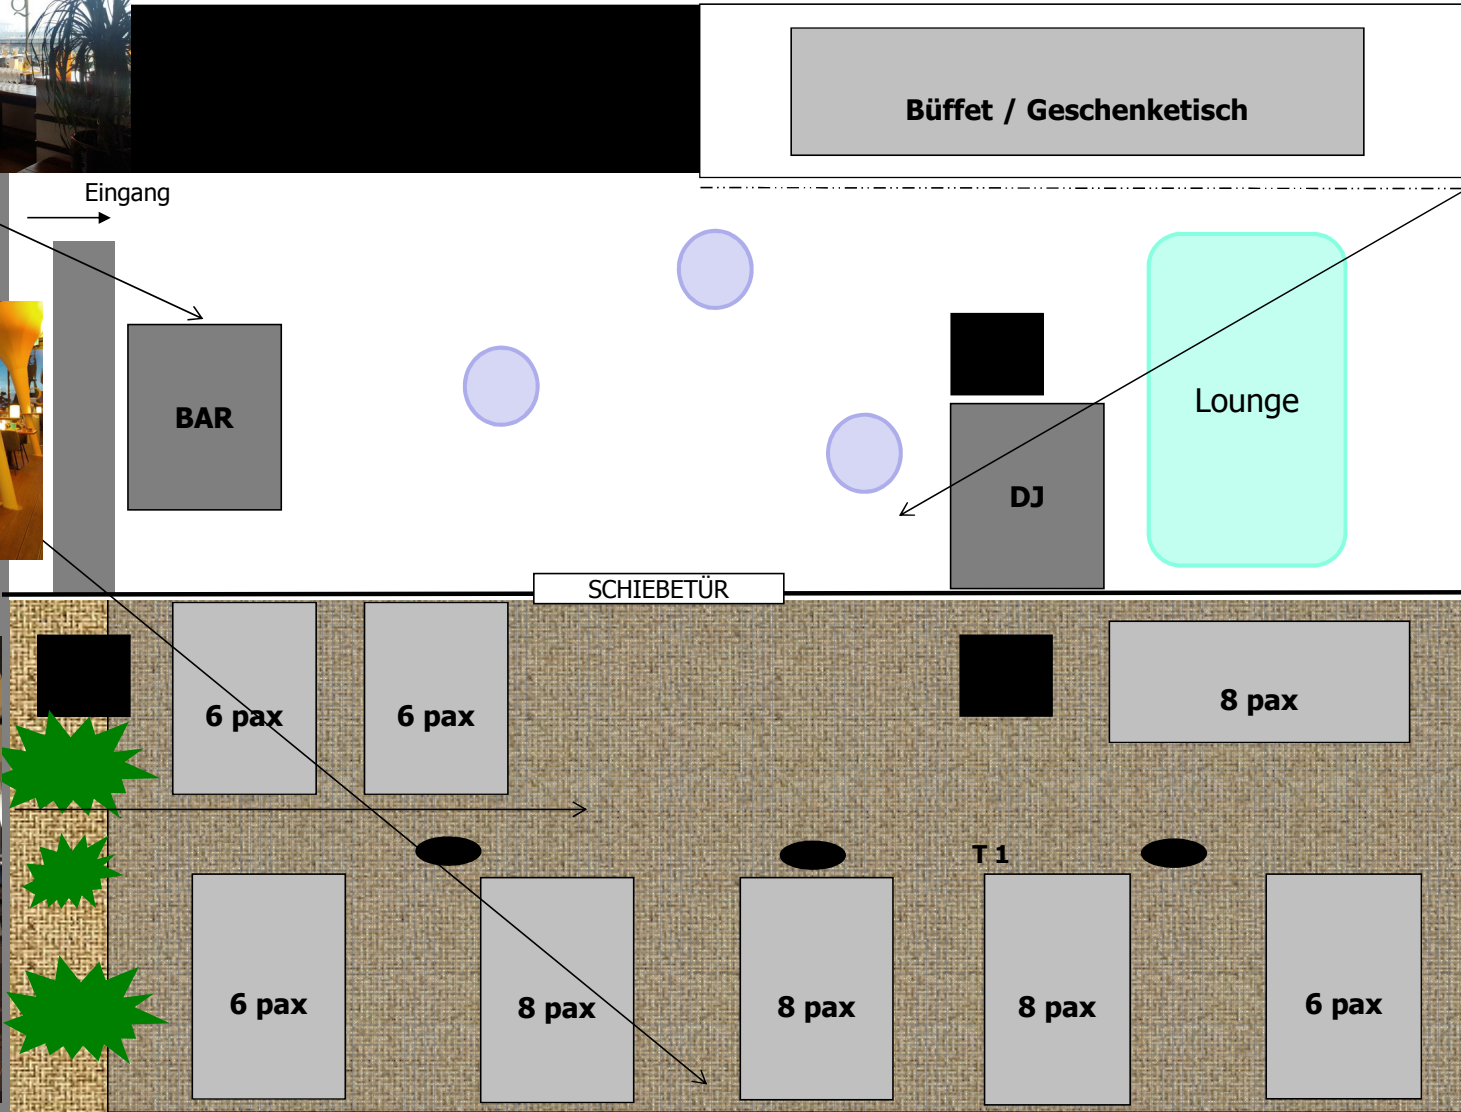 Büffet / Geschenketisch
Eingang
BAR
Lounge
DJ
SCHIEBETÜR
6 pax
6 pax
8 pax
T 1
6 pax
8 pax
8 pax
8 pax
6 pax